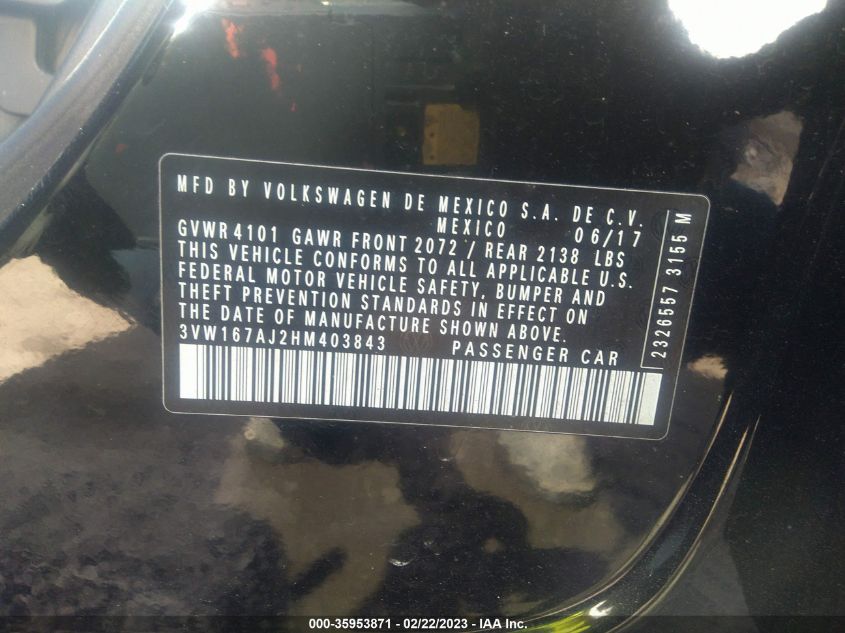 MFD BY VOLKSWAGEN DE MEXICO S.A. DE C.V.
MEXICO 06/17
GVWR 4101 GAWR FRONT 2072 / REAR 2138 LBS
THIS VEHICLE CONFORMS TO ALL APPLICABLE U.S.
FEDERAL MOTOR VEHICLE SAFETY, BUMPER AND
THEFT PREVENTION STANDARDS IN EFFECT ON
THE DATE OF MANUFACTURE SHOWN ABOVE.
3VW167AJ2HM403843 PASSENGER CAR
2326557 3155 M
000-35953871 - 02/22/2023 - IAA Inc.